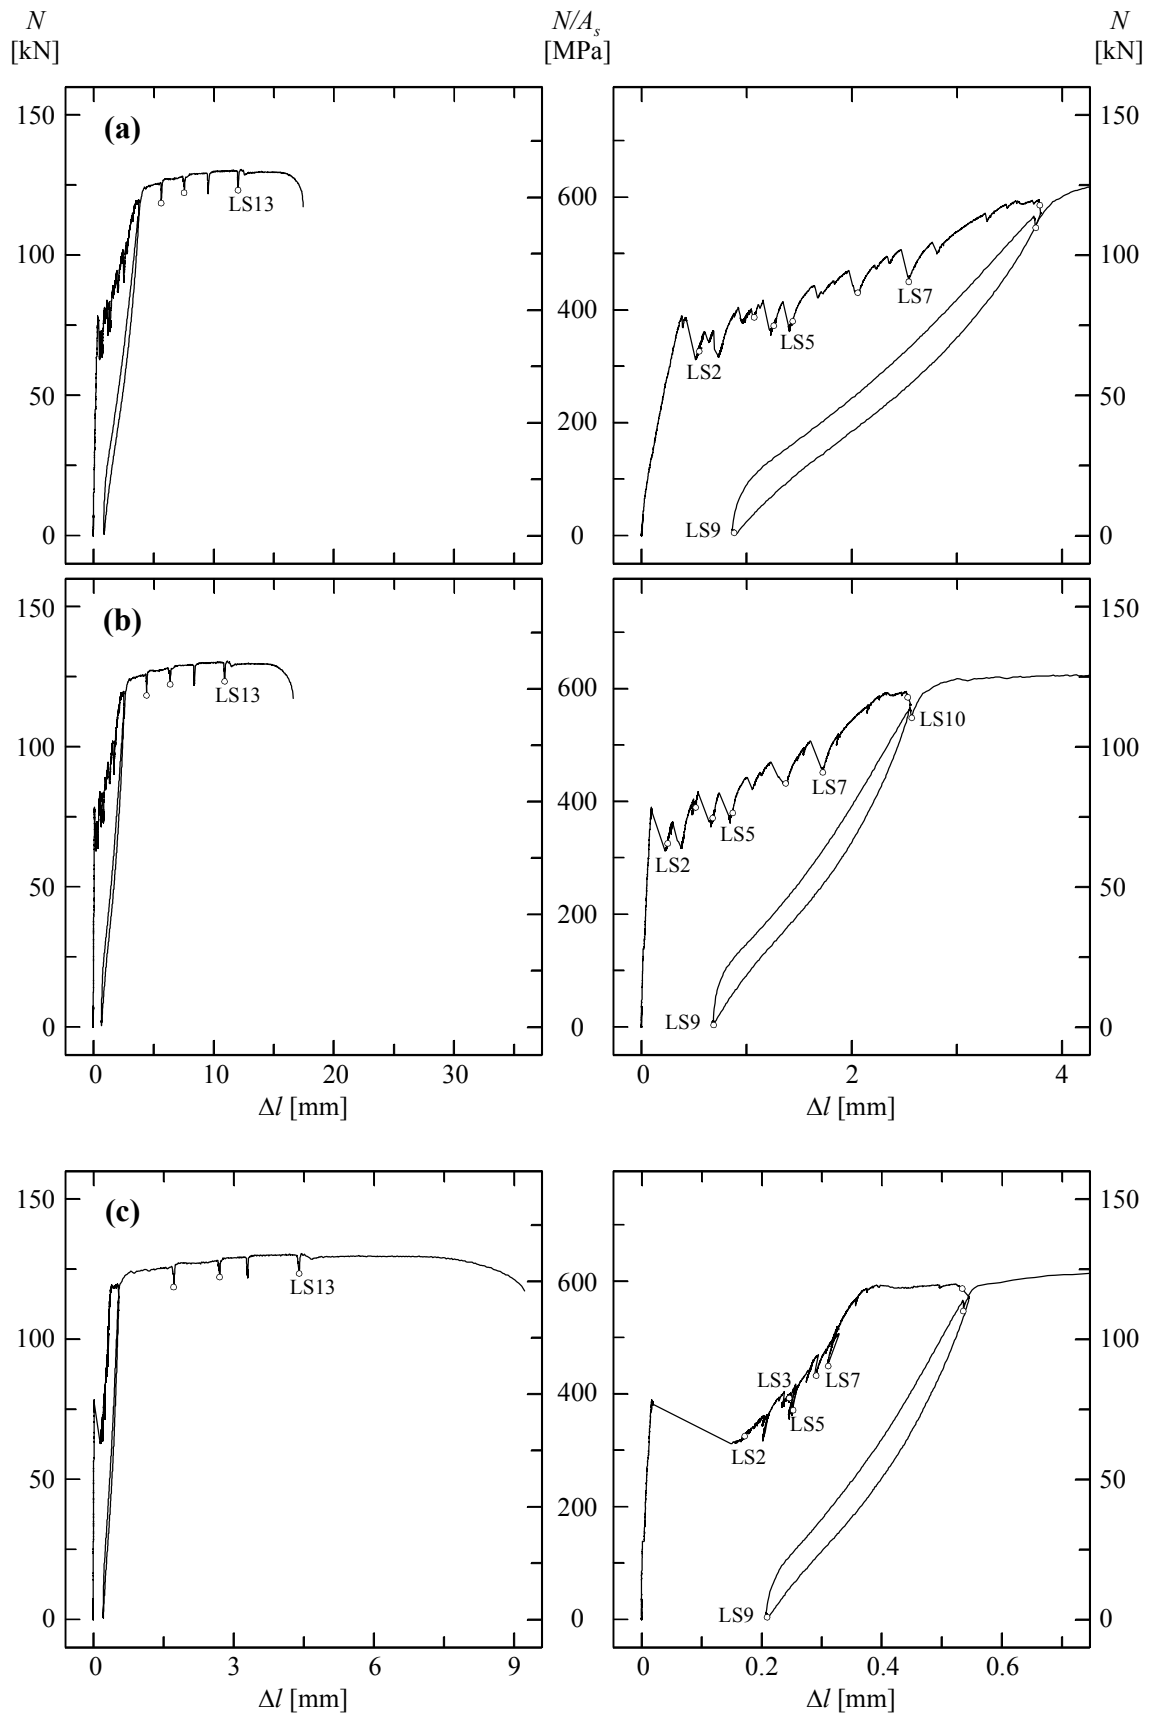 N N/Aₛ N
[kN] [MPa] [kN]
150 (a) 150
600
LS13
100 100
LS7
400
LS5
LS2
50 50
200
LS9
0 0 0
150 (b) 150
600
LS13 LS10
100 100
LS7
400
LS5
LS2
50 50
200
LS9
0 0 0
0 10 20 30 0 2 4
Δl [mm] Δl [mm]
150 (c) 150
600
LS13
100 100
LS3 LS7
400
LS5
LS2
50 50
200
LS9
0 0 0
0 3 6 9 0 0.2 0.4 0.6
Δl [mm] Δl [mm]